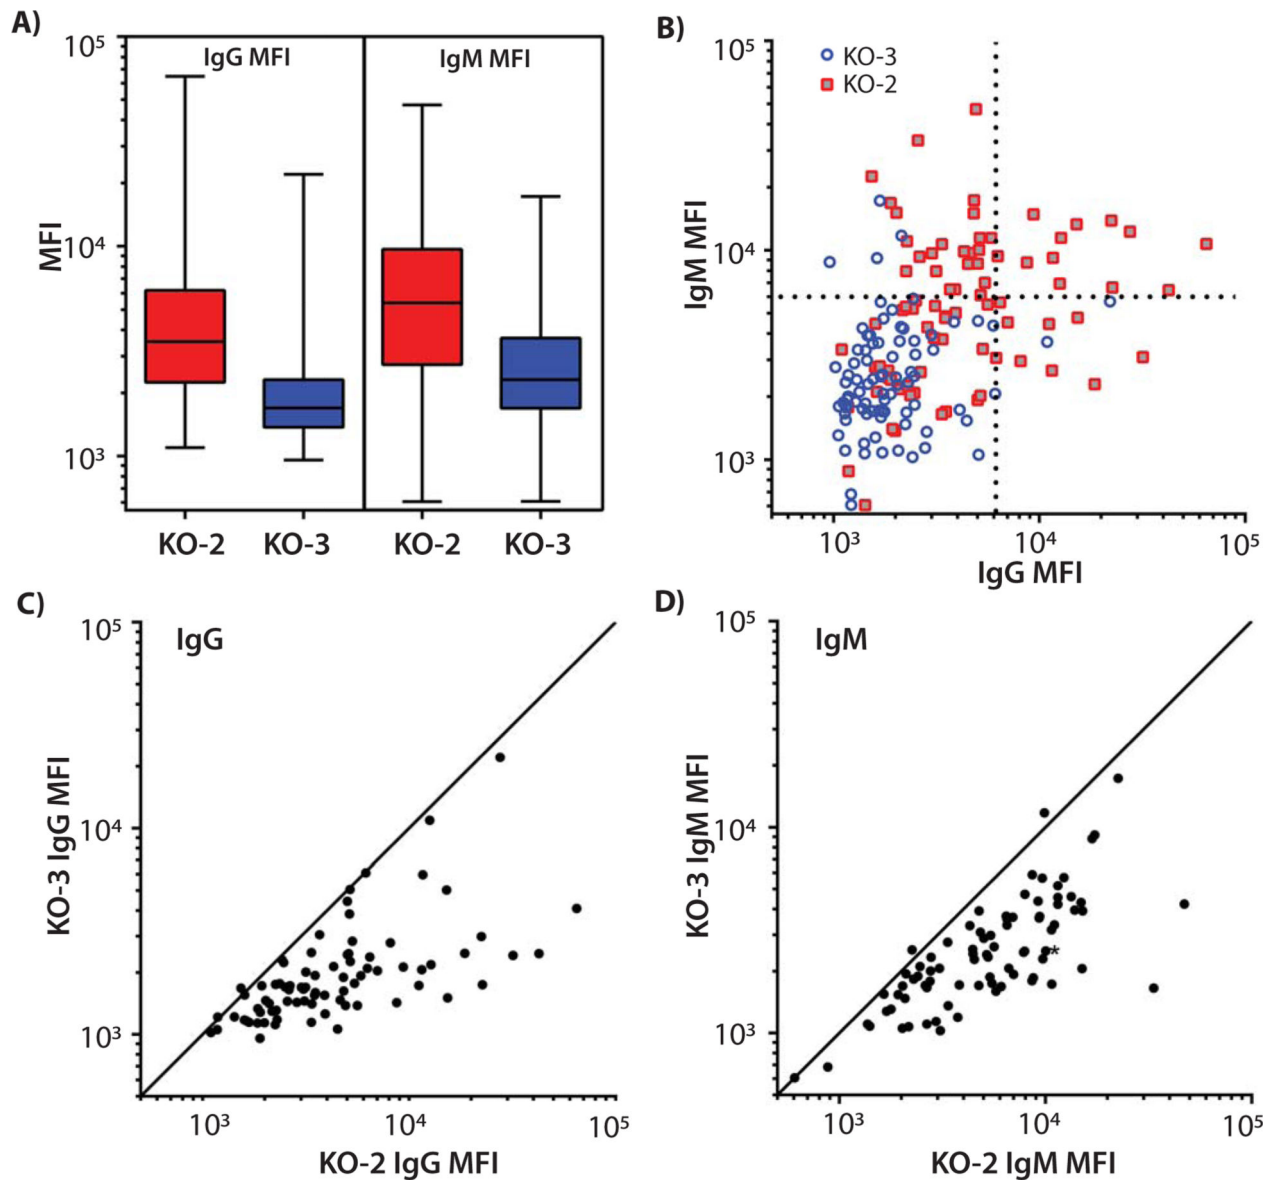 A)
IgG MFI
IgM MFI
MFI
10⁵
10⁴
10³
KO-2
KO-3
KO-2
KO-3
B)
KO-3
KO-2
IgM MFI
10⁵
10⁴
10³
10³
10⁴
10⁵
IgG MFI
C)
IgG
KO-3 IgG MFI
10⁵
10⁴
10³
10³
10⁴
10⁵
KO-2 IgG MFI
D)
IgM
KO-3 IgM MFI
10⁵
10⁴
10³
*
10³
10⁴
10⁵
KO-2 IgM MFI